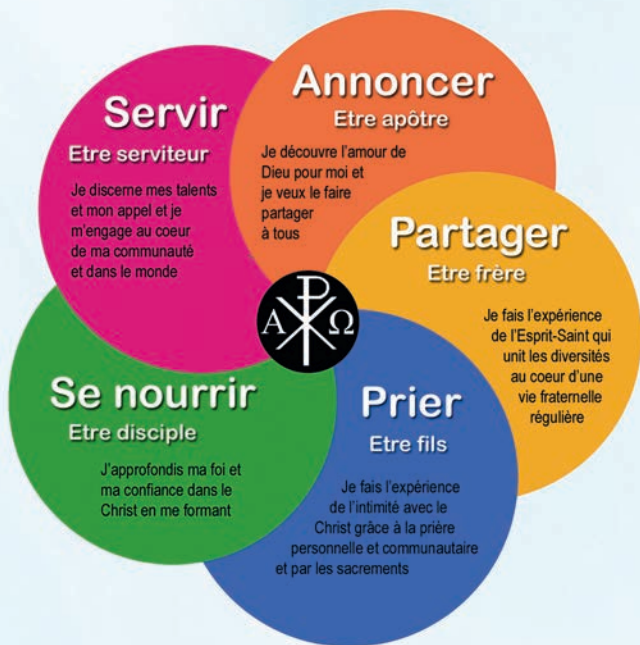 Servir
Etre serviteur
Je discerne mes talents
et mon appel et je
m'engage au coeur
de ma communauté
et dans le monde
Annoncer
Etre apôtre
Je découvre l'amour de
Dieu pour moi et
je veux le faire
partager
à tous
Partager
Etre frère
Je fais l'expérience
de l'Esprit-Saint qui
unit les diversités
au coeur d'une
vie fraternelle
régulière
Prier
Etre fils
Je fais l'expérience
de l'intimité avec le
Christ grâce à la prière
personnelle et communautaire
et par les sacrements
Se nourrir
Etre disciple
J'approfondis ma foi et
ma confiance dans le
Christ en me formant
Α ☧ Ω